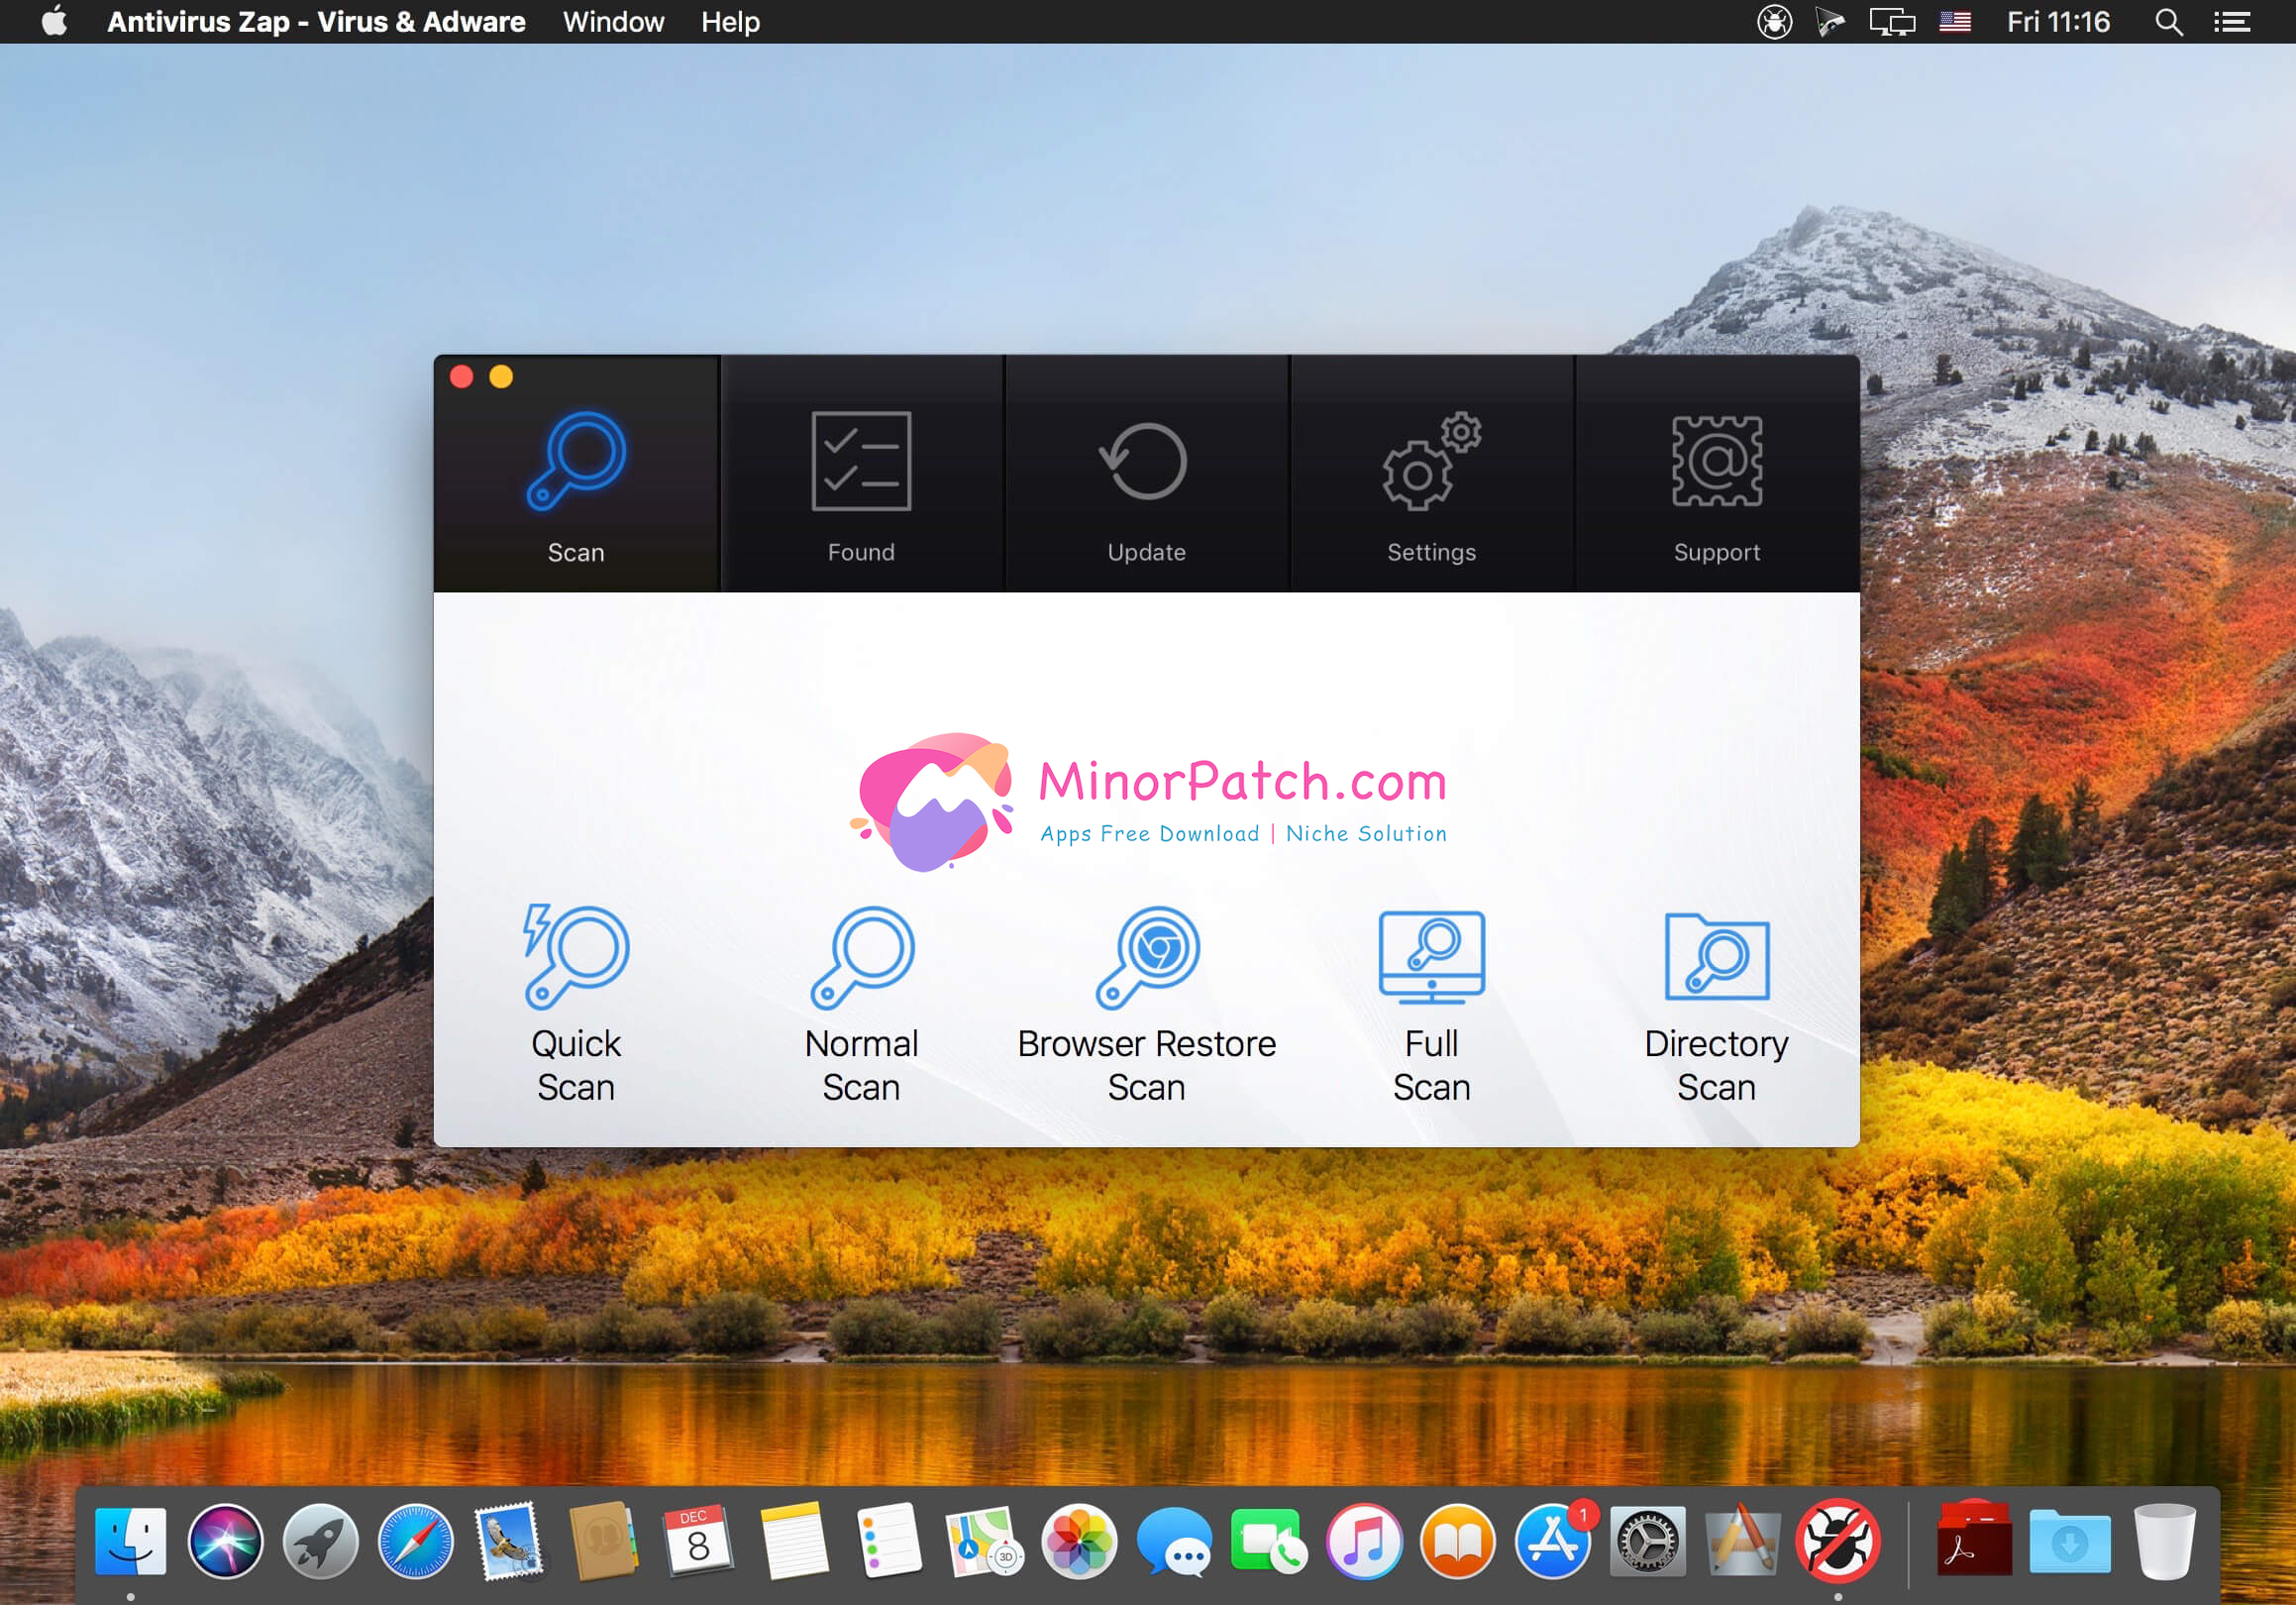 Antivirus Zap - Virus & Adware Window Help Fri 11:16
Scan Found Update Settings Support
MinorPatch.com
Apps Free Download | Niche Solution
Quick Scan
Normal Scan
Browser Restore Scan
Full Scan
Directory Scan
DEC
8
3D
1